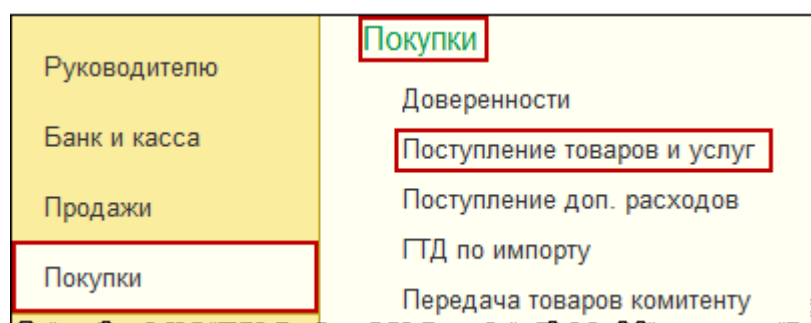 Руководителю
Банк и касса
Продажи
Покупки
Покупки
Доверенности
Поступление товаров и услуг
Поступление доп. расходов
ГТД по импорту
Передача товаров комитенту